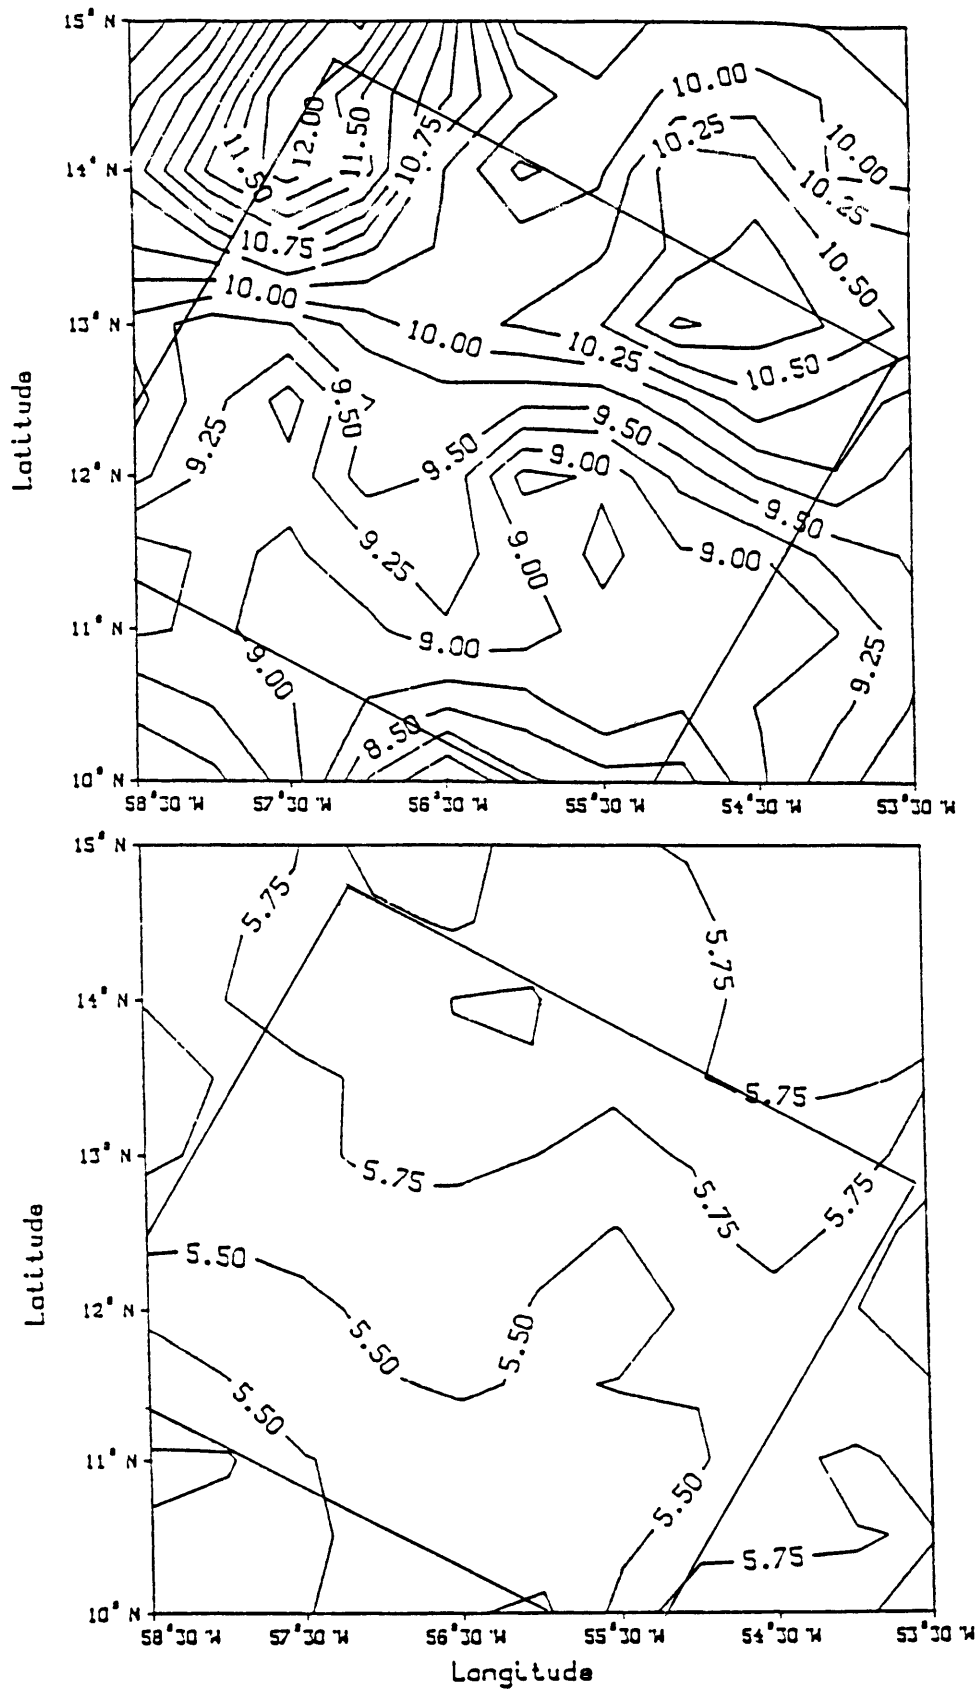 15° N
10.00
12.00
11.50
10.75
10.25
10.00
11.50
14° N
10.25
10.75
10.50
10.00
13° N
10.00
10.25
10.50
9.50
9.50
9.25
9.50
9.00
12° N
9.50
9.00
9.25
9.00
11° N
9.00
9.25
9.00
8.50
10° N
58°30 W
57°30 W
56°30 W
55°30 W
54°30 W
53°30 W
Latitude
15° N
5.75
5.75
14° N
5.75
13° N
5.75
5.75
5.75
5.50
12° N
5.50
5.50
5.50
11° N
5.50
5.75
10° N
58°30 W
57°30 W
56°30 W
55°30 W
54°30 W
53°30 W
Latitude
Longitude